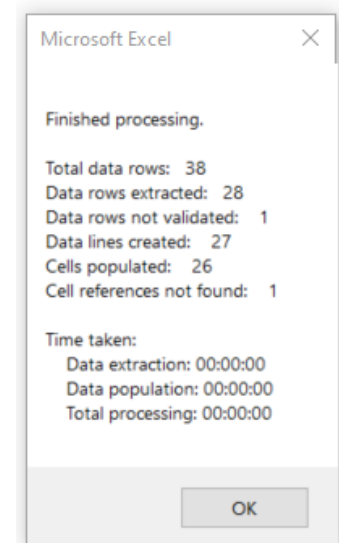 Microsoft Excel
Finished processing.
Total data rows: 38
Data rows extracted: 28
Data rows not validated: 1
Data lines created: 27
Cells populated: 26
Cell references not found: 1
Time taken:
Data extraction: 00:00:00
Data population: 00:00:00
Total processing: 00:00:00
OK